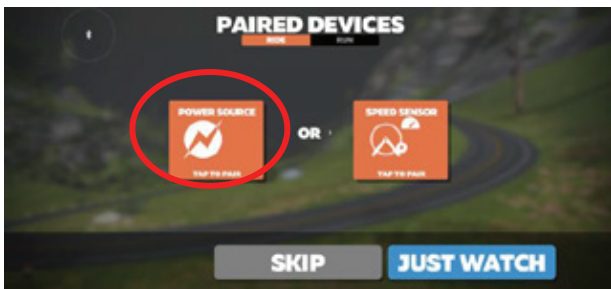 PAIRED DEVICES
RIDE RUN
POWER SOURCE
TAP TO PAIR
OR
SPEED SENSOR
TAP TO PAIR
SKIP
JUST WATCH